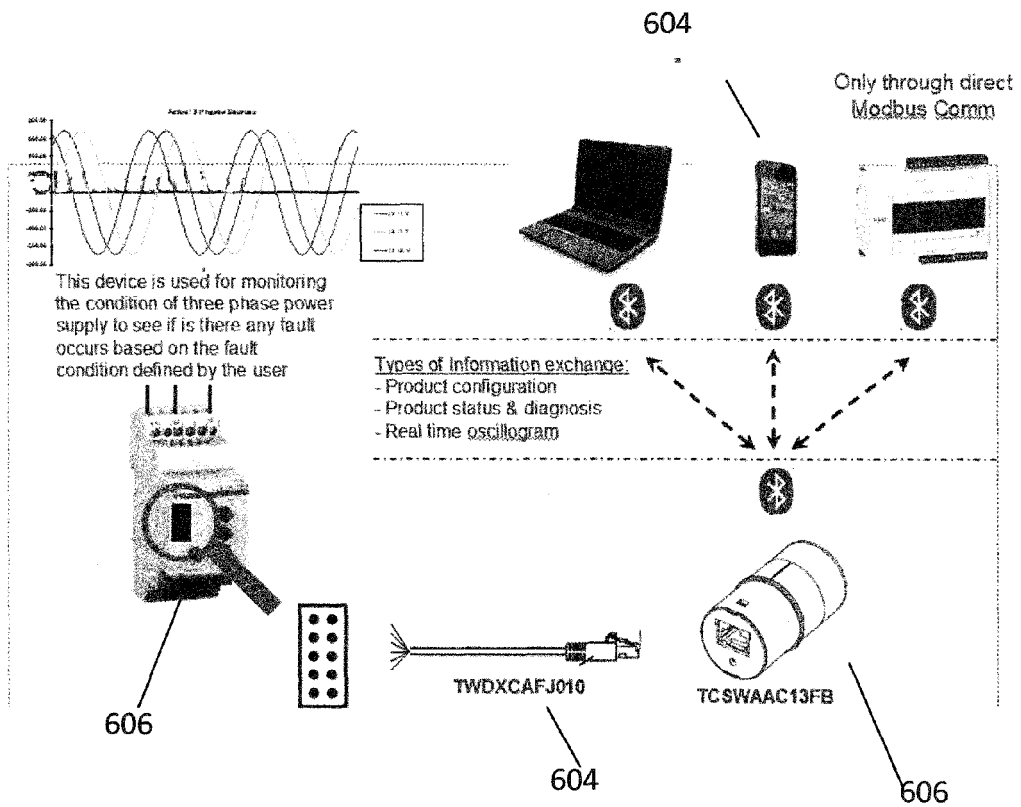 604
Only through direct
Modbus Comm
This device is used for monitoring
the condition of three phase power
supply to see if is there any fault
occurs based on the fault
condition defined by the user
Types of Information exchange:
- Product configuration
- Product status & diagnosis
- Real time oscillogram
606
TWDXCAFJ010
604
TCSWAAC13FB
606